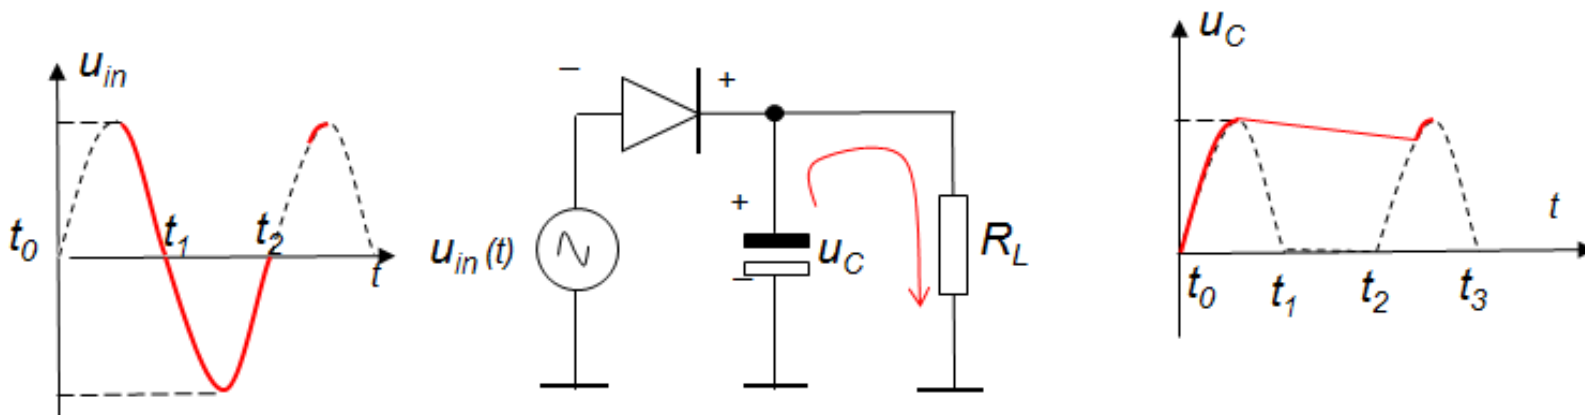 u_in
t_0
t_1
t_2
t
−
+
u_in (t)
+
−
u_C
R_L
u_C
t
t_0
t_1
t_2
t_3